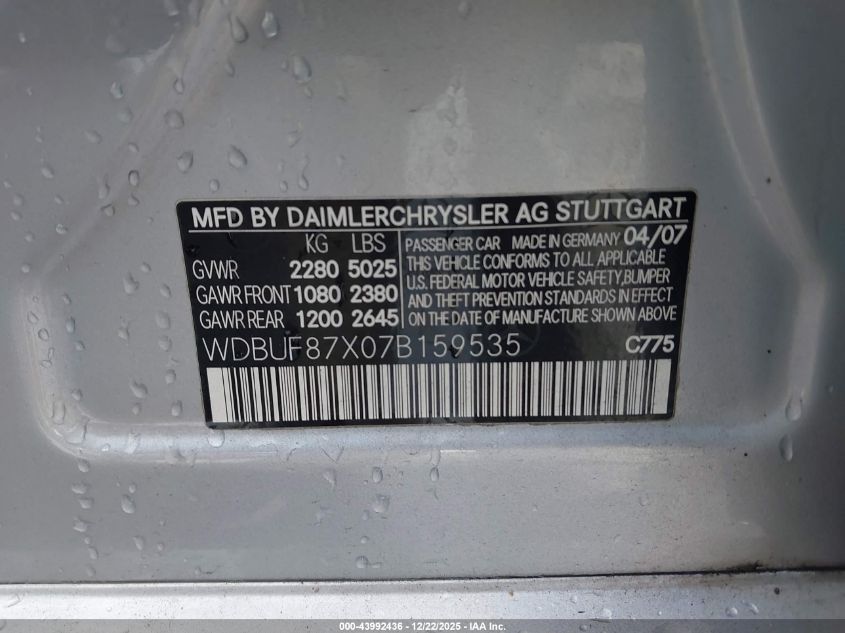 MFD BY DAIMLERCHRYSLER AG STUTTGART
KG LBS
GVWR 2280 5025
GAWR FRONT 1080 2380
GAWR REAR 1200 2645
PASSENGER CAR MADE IN GERMANY 04/07
THIS VEHICLE CONFORMS TO ALL APPLICABLE
U.S. FEDERAL MOTOR VEHICLE SAFETY,BUMPER
AND THEFT PREVENTION STANDARDS IN EFFECT
ON THE DATE OF MANUFACTURE SHOWN ABOVE
WDBUF87X07B159535 C775
000-43992436 - 12/22/2025 - IAA Inc.